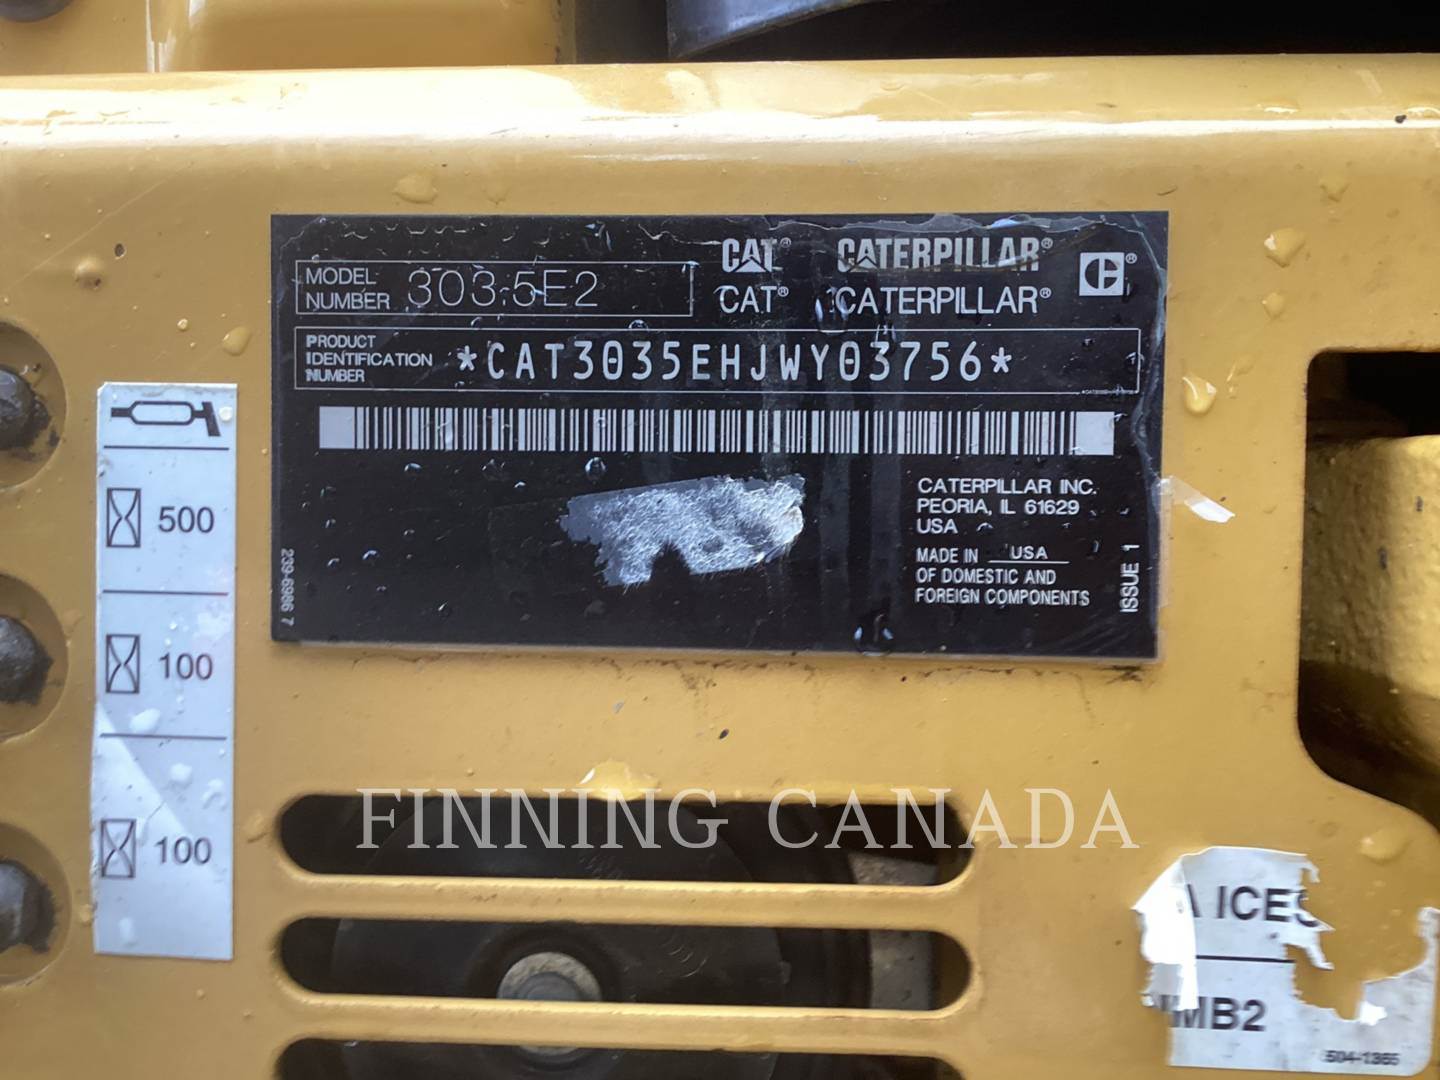 MODEL NUMBER 303.5E2
CAT® CATERPILLAR®
CAT® CATERPILLAR®
PRODUCT IDENTIFICATION NUMBER *CAT3035EHJWY03756*
CATERPILLAR INC.
PEORIA, IL 61629
USA
MADE IN USA
OF DOMESTIC AND
FOREIGN COMPONENTS
ISSUE 1
239-6996 7
500
100
100
FINNING CANADA
ICES
MB2
504-1365